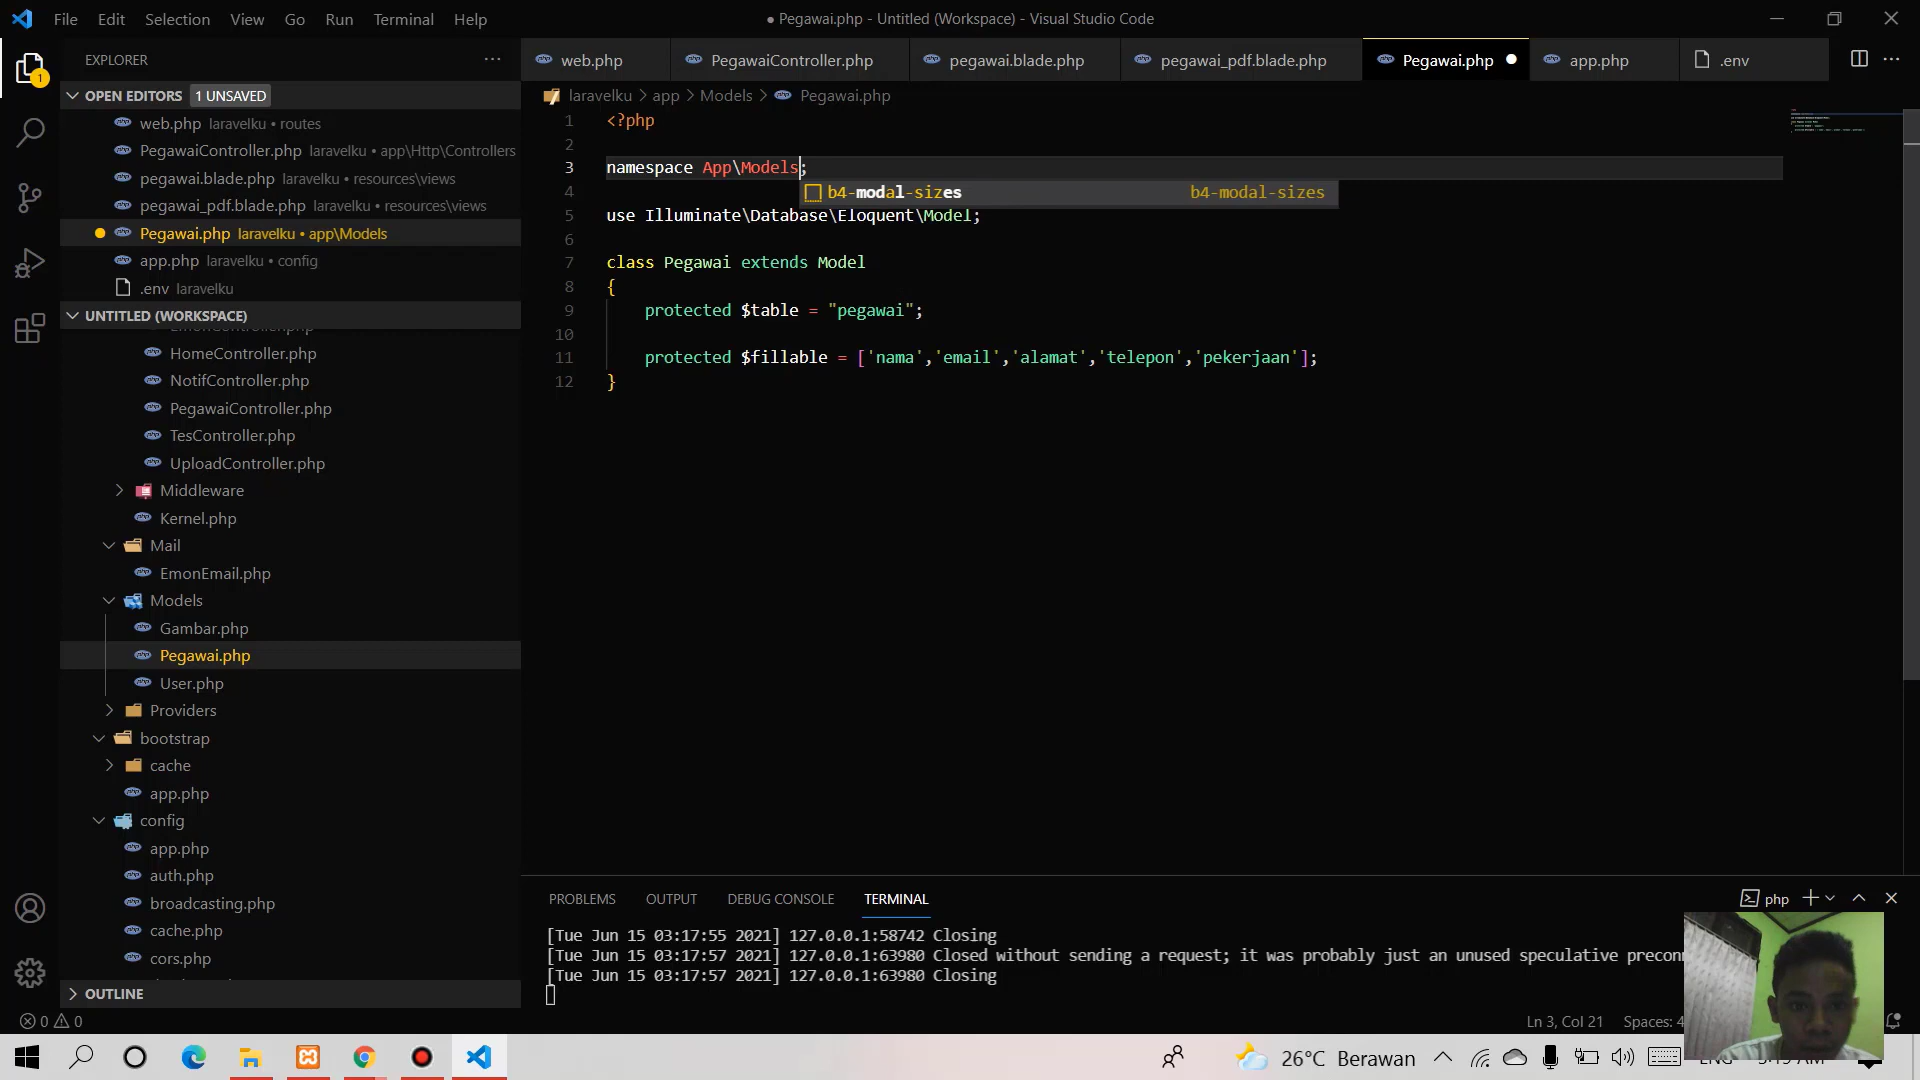 File Edit Selection View Go Run Terminal Help
● Pegawai.php - Untitled (Workspace) - Visual Studio Code
EXPLORER
OPEN EDITORS 1 UNSAVED
web.php laravelku • routes
PegawaiController.php laravelku • app\Http\Controllers
pegawai.blade.php laravelku • resources\views
pegawai_pdf.blade.php laravelku • resources\views
Pegawai.php laravelku • app\Models
app.php laravelku • config
.env laravelku
UNTITLED (WORKSPACE)
HomeController.php
NotifController.php
PegawaiController.php
TesController.php
UploadController.php
Middleware
Kernel.php
Mail
EmonEmail.php
Models
Gambar.php
Pegawai.php
User.php
Providers
bootstrap
cache
app.php
config
app.php
auth.php
broadcasting.php
cache.php
cors.php
OUTLINE
web.php PegawaiController.php pegawai.blade.php pegawai_pdf.blade.php Pegawai.php app.php .env
laravelku > app > Models > Pegawai.php
1 <?php
2
3 namespace App\Models;
b4-modal-sizes b4-modal-sizes
4
5 use Illuminate\Database\Eloquent\Model;
6
7 class Pegawai extends Model
8 {
9 protected $table = "pegawai";
10
11 protected $fillable = ['nama','email','alamat','telepon','pekerjaan'];
12 }
PROBLEMS OUTPUT DEBUG CONSOLE TERMINAL
php
[Tue Jun 15 03:17:55 2021] 127.0.0.1:58742 Closing
[Tue Jun 15 03:17:57 2021] 127.0.0.1:63980 Closed without sending a request; it was probably just an unused speculative
[Tue Jun 15 03:17:57 2021] 127.0.0.1:63980 Closing
0 0
Ln 3, Col 21 Spaces: 4
26°C Berawan
1